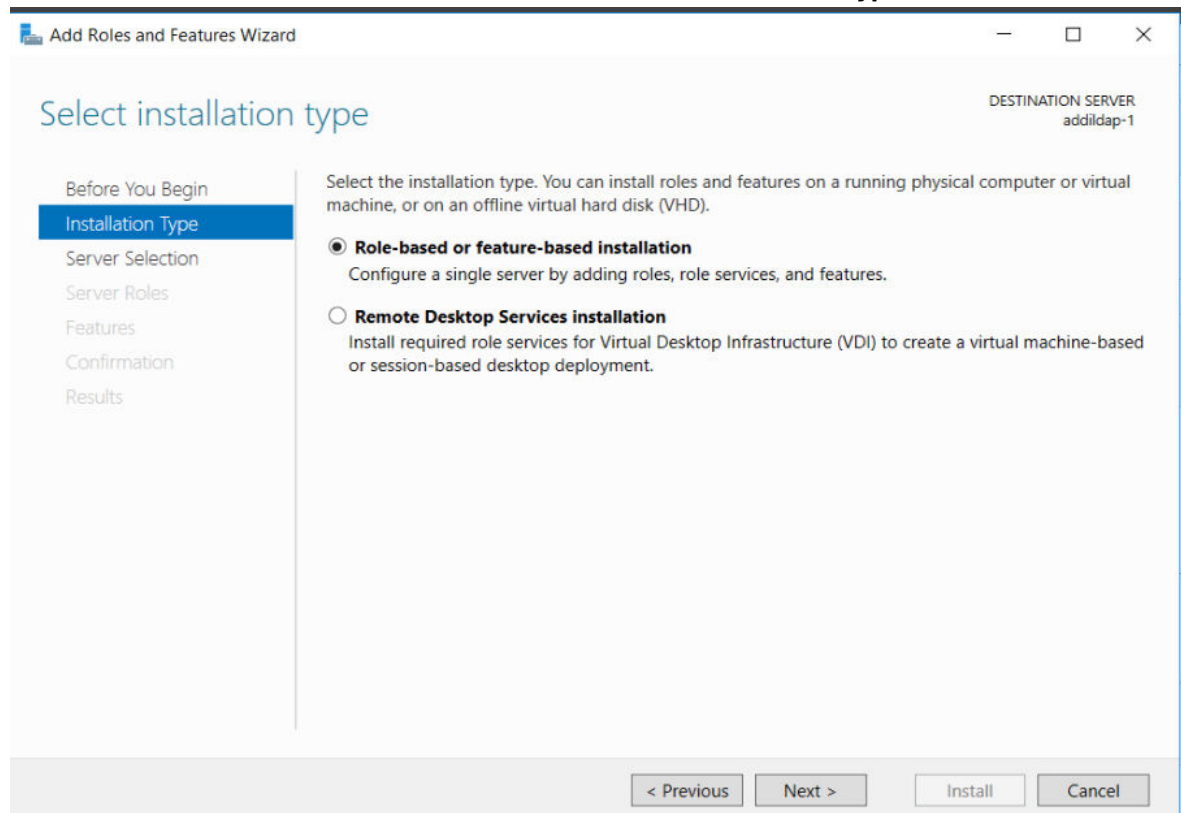 Add Roles and Features Wizard
Select installation type
DESTINATION SERVER
addildap-1
Before You Begin
Installation Type
Server Selection
Server Roles
Features
Confirmation
Results
Select the installation type. You can install roles and features on a running physical computer or virtual
machine, or on an offline virtual hard disk (VHD).
Role-based or feature-based installation
Configure a single server by adding roles, role services, and features.
Remote Desktop Services installation
Install required role services for Virtual Desktop Infrastructure (VDI) to create a virtual machine-based
or session-based desktop deployment.
< Previous
Next >
Install
Cancel